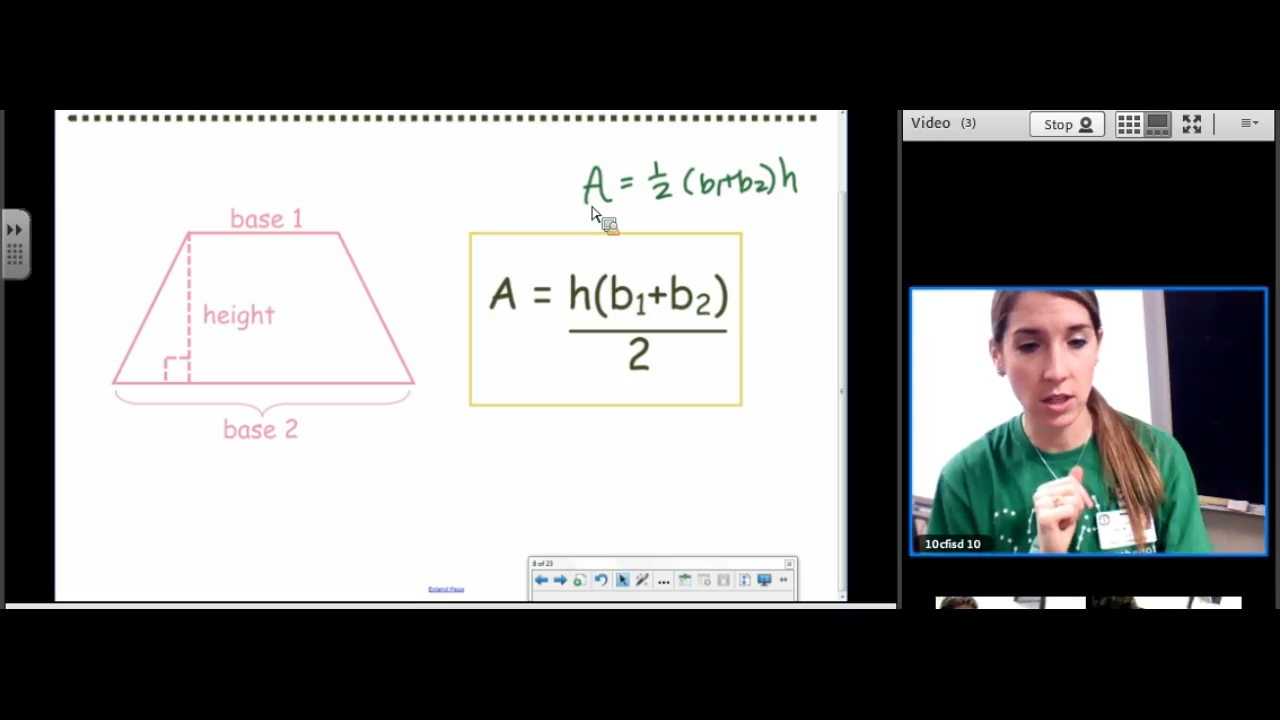 Video (3)
Stop
A = 1/2 (b1+b2)h
base 1
height
base 2
A = h(b₁+b₂)
2
10cfisd 10
8 of 23
Extend Page